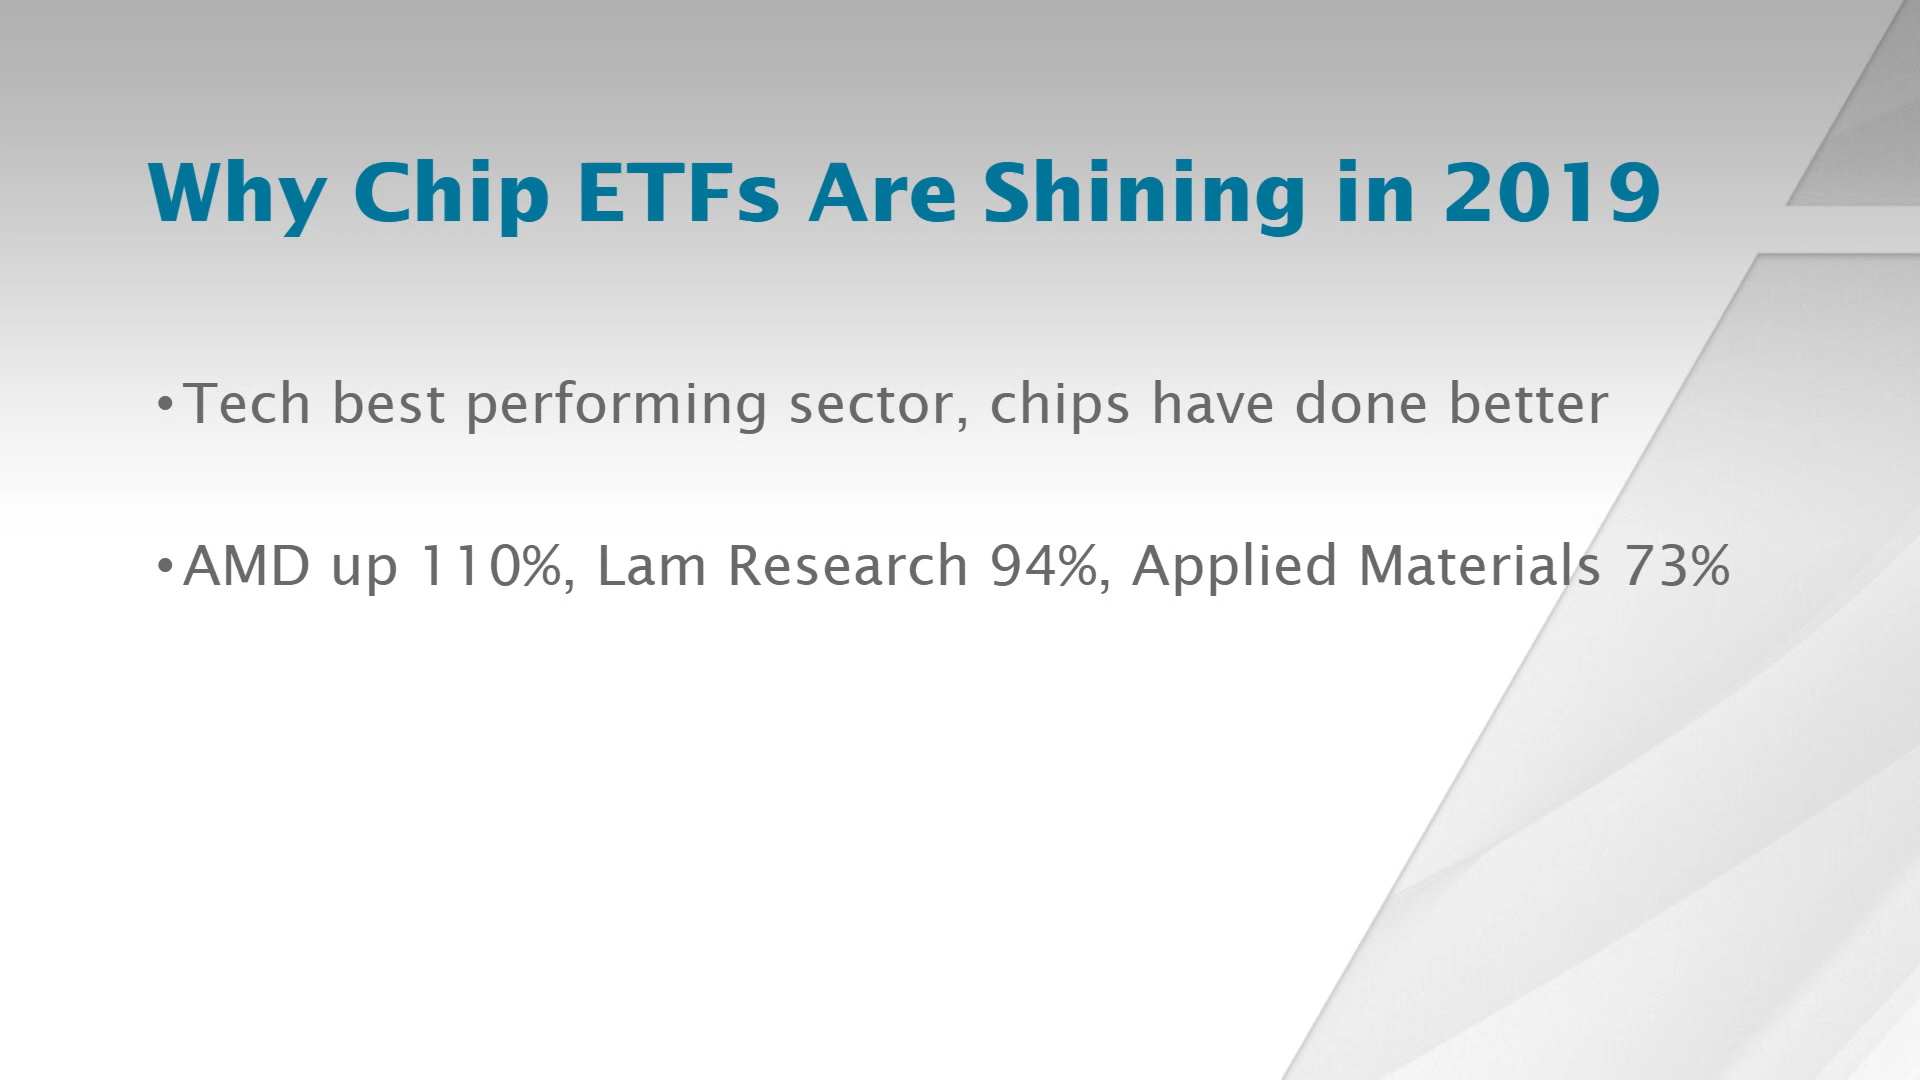 Why Chip ETFs Are Shining in 2019
•Tech best performing sector, chips have done better
•AMD up 110%, Lam Research 94%, Applied Materials 73%